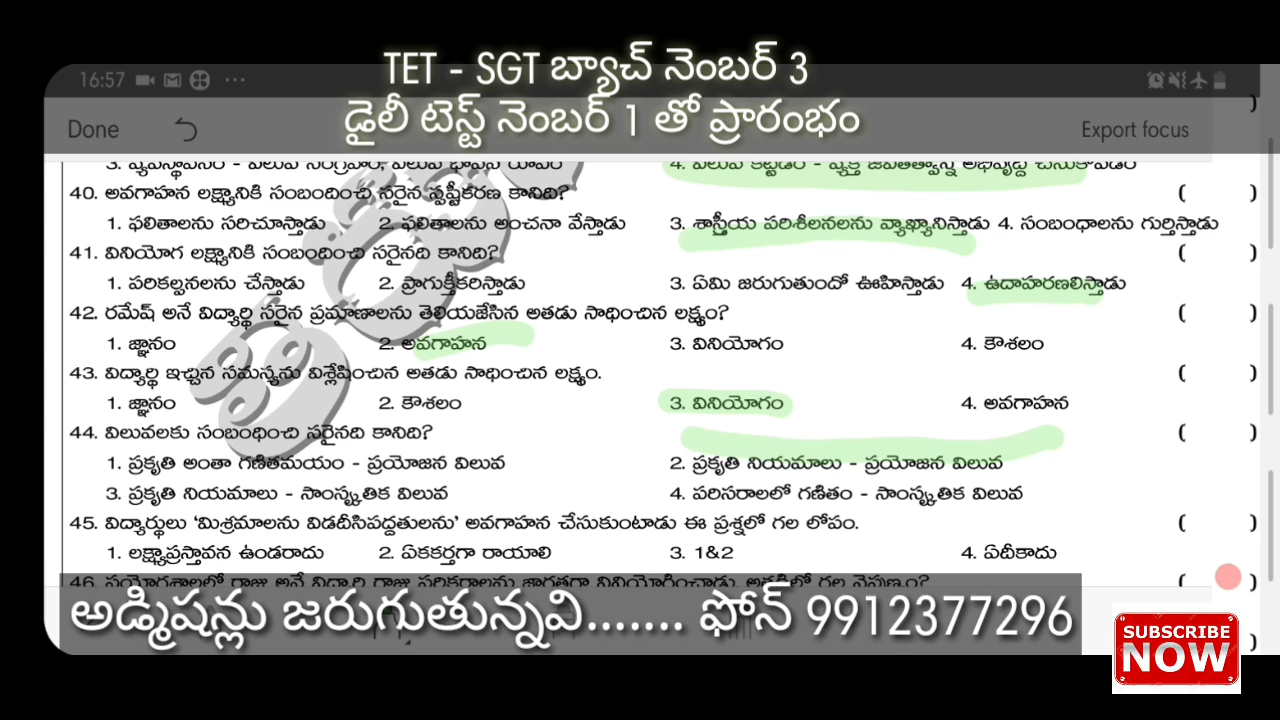 TET - SGT బ్యాచ్ నెంబర్ 3
16:57
డైలీ టెస్ట్ నెంబర్ 1 తో ప్రారంభం
Done
Export focus
40. అవగాహన లక్ష్యానికి సంబందించి సరైన స్పష్టీకరణ కానిది? ( )
1. ఫలితాలను సరిచూస్తాడు 2. ఫలితాలను అంచనా వేస్తాడు 3. శాస్త్రీయ పరిశీలనలను వ్యాఖ్యానిస్తాడు 4. సంబంధాలను గుర్తిస్తాడు
41. వినియోగ లక్ష్యానికి సంబందించి సరైనది కానిది? ( )
1. పరికల్పనలను చేస్తాడు 2. ప్రాగుక్తీకరిస్తాడు 3. ఏమి జరుగుతుందో ఊహిస్తాడు 4. ఉదాహరణలిస్తాడు
42. రమేష్ అనే విద్యార్థి సరైన ప్రమాణాలను తెలియజేసిన అతడు సాధించిన లక్ష్యం? ( )
1. జ్ఞానం 2. అవగాహన 3. వినియోగం 4. కౌశలం
43. విద్యార్థి ఇచ్చిన సమస్యను విశ్లేషించిన అతడు సాధించిన లక్ష్యం. ( )
1. జ్ఞానం 2. కౌశలం 3. వినియోగం 4. అవగాహన
44. విలువలకు సంబంధించి సరైనది కానిది? ( )
1. ప్రకృతి అంతా గణితమయం - ప్రయోజన విలువ 2. ప్రకృతి నియమాలు - ప్రయోజన విలువ
3. ప్రకృతి నియమాలు - సాంస్కృతిక విలువ 4. పరిసరాలలో గణితం - సాంస్కృతిక విలువ
45. విద్యార్థులు 'మిశ్రమాలను విడదీసిపద్దతులను' అవగాహన చేసుకుంటాడు ఈ ప్రశ్నలో గల లోపం. ( )
1. లక్ష్యాప్రస్తావన ఉండరాదు 2. ఏకకర్తగా రాయాలి 3. 1&2 4. ఏదీకాదు
అడ్మిషన్లు జరుగుతున్నవి....... ఫోన్ 9912377296
SUBSCRIBE
NOW